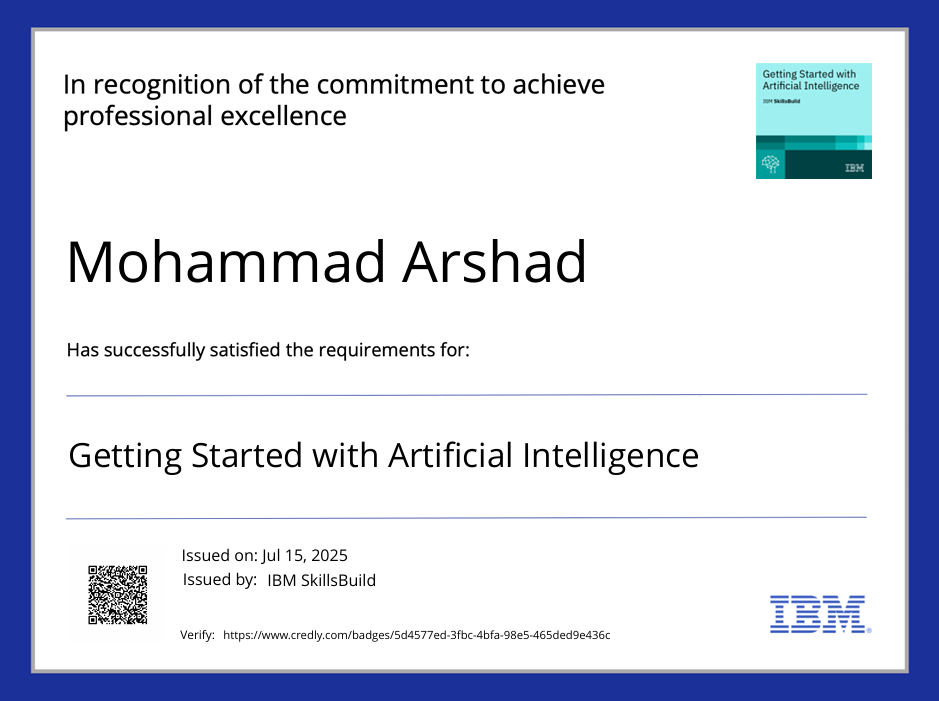 In recognition of the commitment to achieve
professional excellence
Getting Started with
Artificial Intelligence
IBM SkillsBuild
IBM
Mohammad Arshad
Has successfully satisfied the requirements for:
Getting Started with Artificial Intelligence
Issued on: Jul 15, 2025
Issued by: IBM SkillsBuild
Verify: https://www.credly.com/badges/5d4577ed-3fbc-4bfa-98e5-465ded9e436c
IBM®